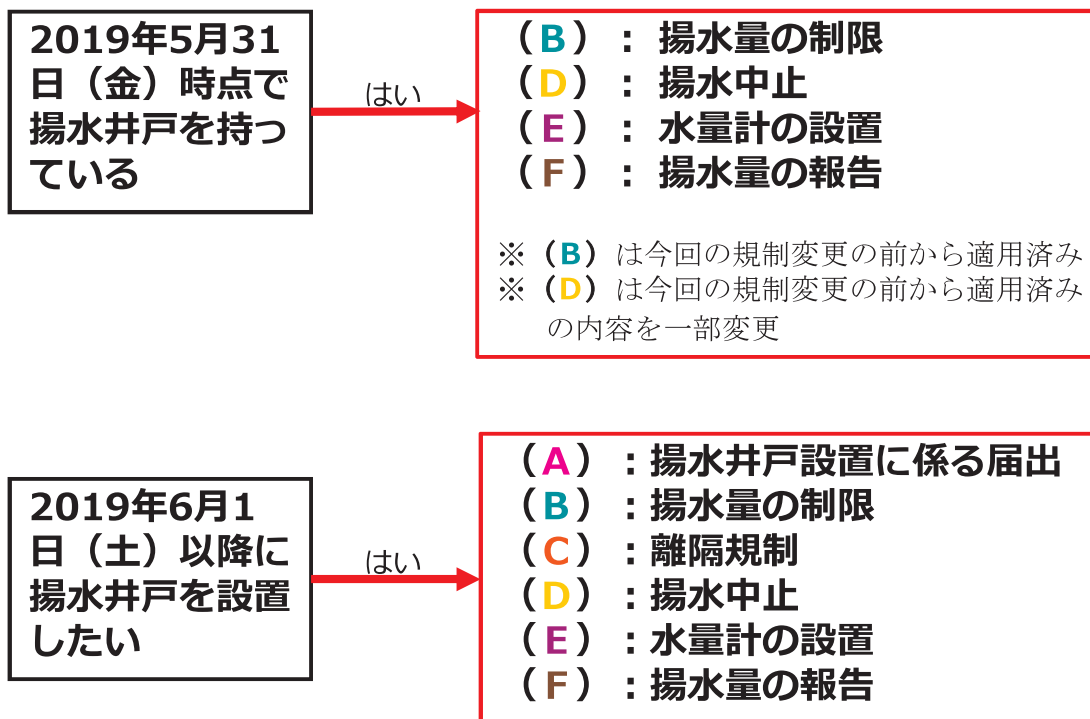 2019年5月31
日（金）時点で
揚水井戸を持っ
ている
はい
（B）：揚水量の制限
（D）：揚水中止
（E）：水量計の設置
（F）：揚水量の報告
※（B）は今回の規制変更の前から適用済み
※（D）は今回の規制変更の前から適用済み
の内容を一部変更
2019年6月1
日（土）以降に
揚水井戸を設置
したい
はい
（A）：揚水井戸設置に係る届出
（B）：揚水量の制限
（C）：離隔規制
（D）：揚水中止
（E）：水量計の設置
（F）：揚水量の報告